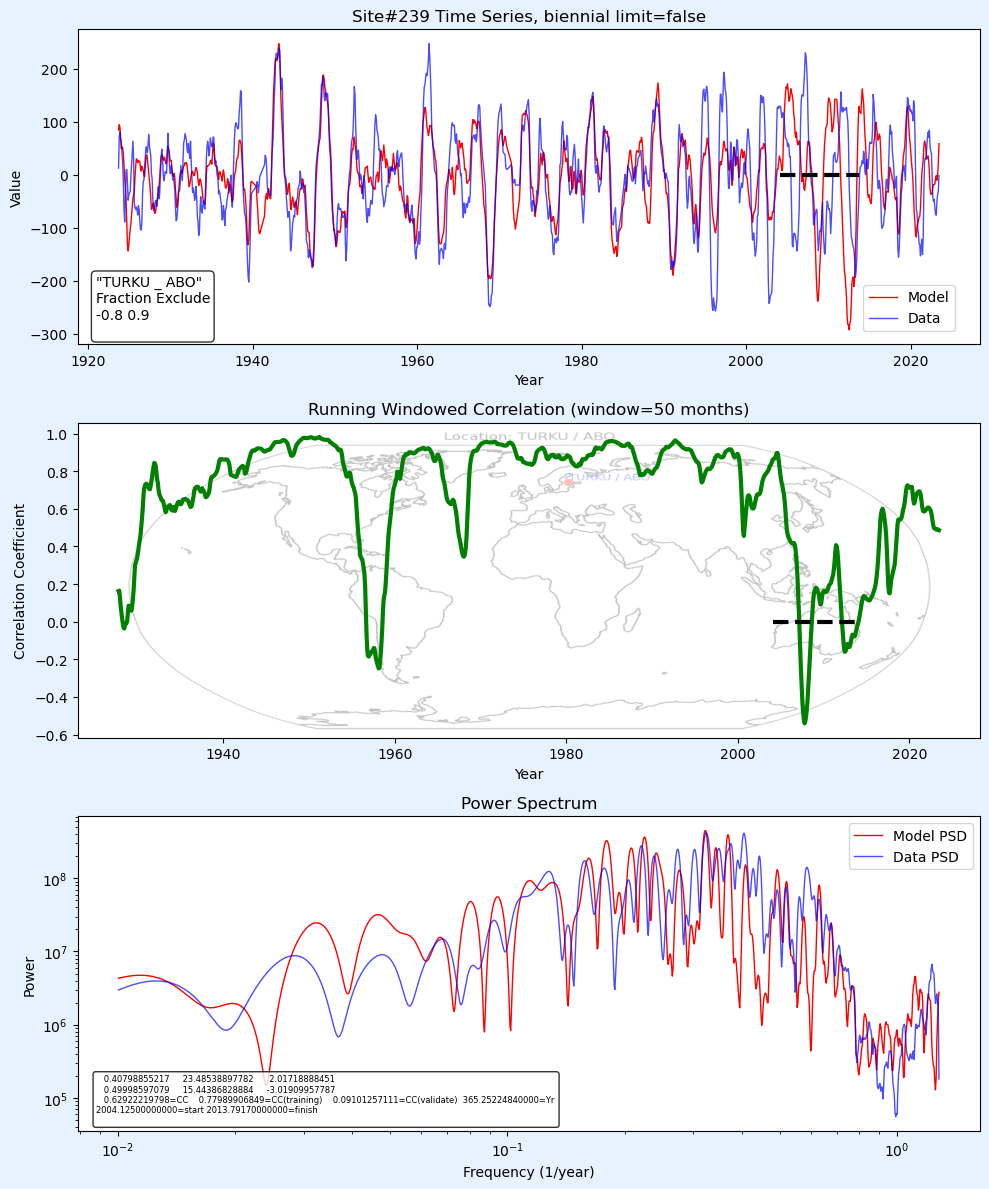 Site#239 Time Series, biennial limit=false
Value
200
100
0
−100
−200
−300
"TURKU _ ABO"
Fraction Exclude
-0.8 0.9
Model
Data
1920
1940
1960
1980
2000
2020
Year
Running Windowed Correlation (window=50 months)
Correlation Coefficient
1.0
0.8
0.6
0.4
0.2
0.0
−0.2
−0.4
−0.6
Location: TURKU / ABO
TURKU / ABO
1940
1960
1980
2000
2020
Year
Power Spectrum
Power
10^8
10^7
10^6
10^5
Model PSD
Data PSD
0.40798855217 23.48538897782 2.01718888451
0.49998597079 15.44386828884 -3.01909957787
0.62922219798=CC 0.77989906849=CC(training) 0.09101257111=CC(validate) 365.25224840000=Yr
2004.12500000000=start 2013.79170000000=finish
10^−2
10^−1
10^0
Frequency (1/year)